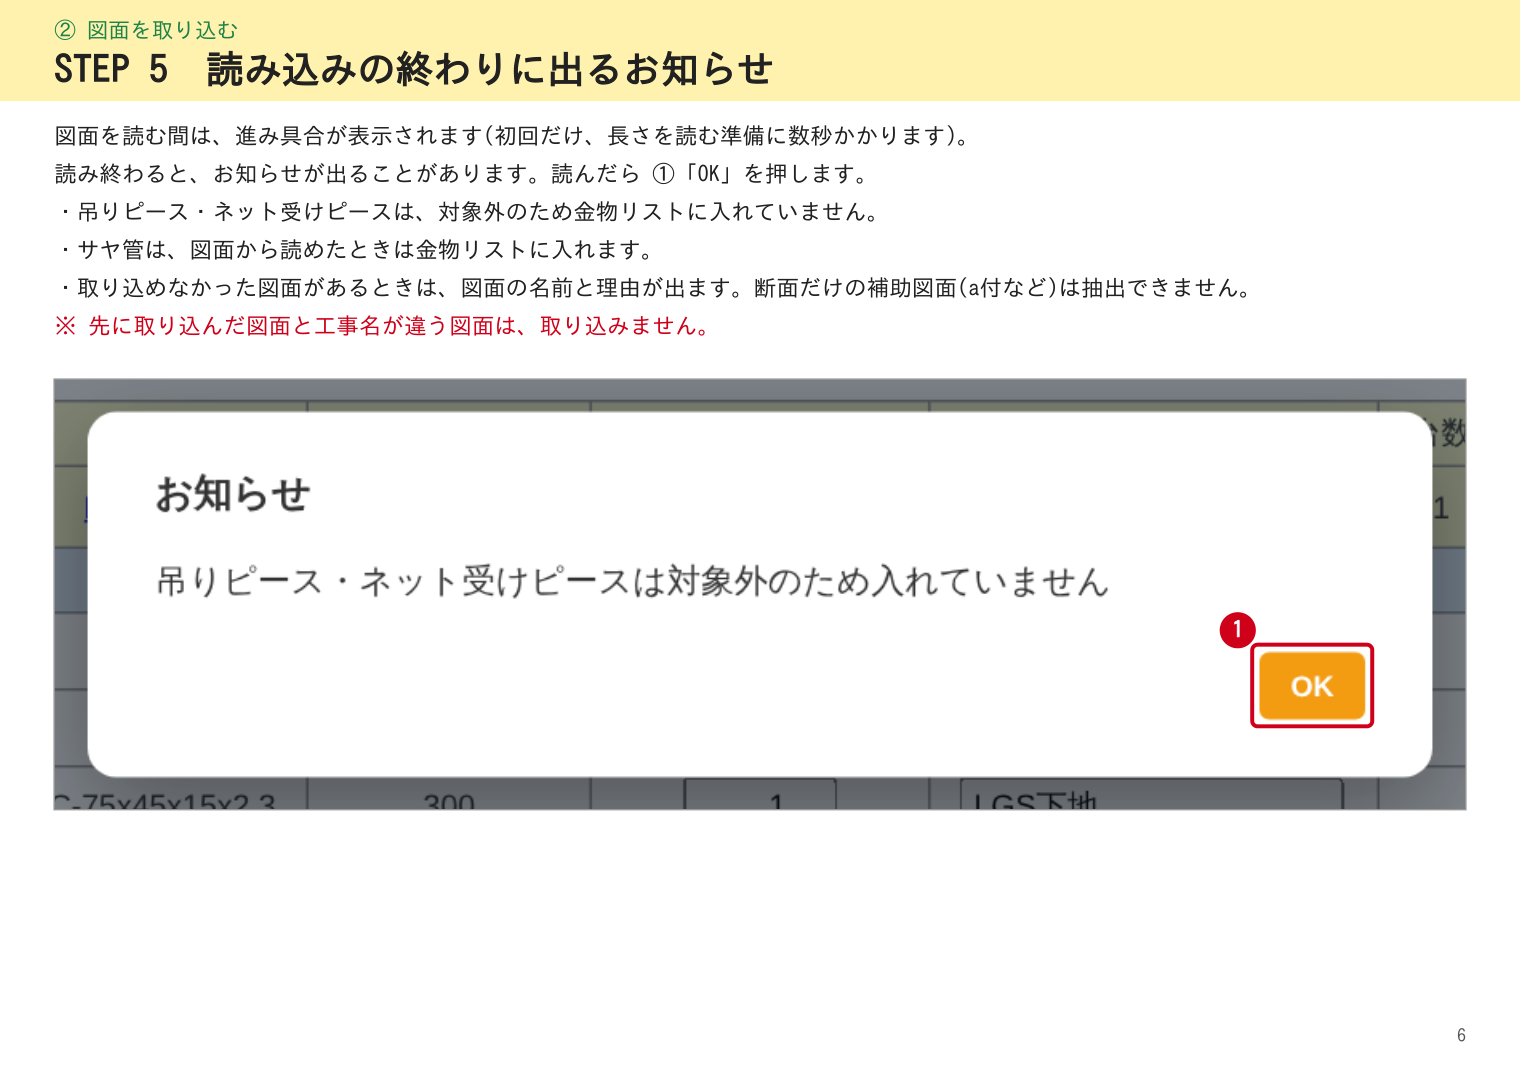 ② 図面を取り込む
STEP 5　読み込みの終わりに出るお知らせ
図面を読む間は、進み具合が表示されます(初回だけ、長さを読む準備に数秒かかります)。
読み終わると、お知らせが出ることがあります。読んだら ①「OK」を押します。
・吊りピース・ネット受けピースは、対象外のため金物リストに入れていません。
・サヤ管は、図面から読めたときは金物リストに入れます。
・取り込めなかった図面があるときは、図面の名前と理由が出ます。断面だけの補助図面(a付など)は抽出できません。
※ 先に取り込んだ図面と工事名が違う図面は、取り込みません。
台数
お知らせ
1
吊りピース・ネット受けピースは対象外のため入れていません
1
OK
C-75x45x15x2.3 300 1 LGS下地
6